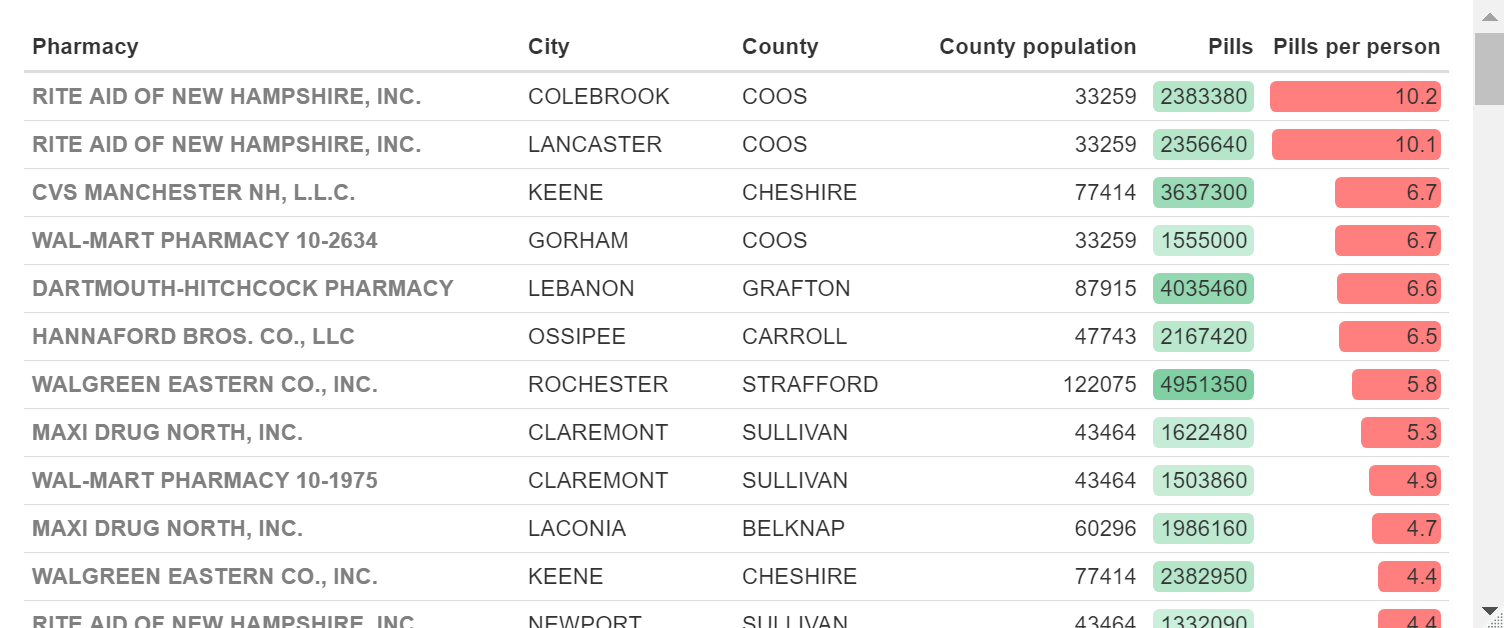 Pharmacy City County County population Pills Pills per person
RITE AID OF NEW HAMPSHIRE, INC. COLEBROOK COOS 33259 2383380 10.2
RITE AID OF NEW HAMPSHIRE, INC. LANCASTER COOS 33259 2356640 10.1
CVS MANCHESTER NH, L.L.C. KEENE CHESHIRE 77414 3637300 6.7
WAL-MART PHARMACY 10-2634 GORHAM COOS 33259 1555000 6.7
DARTMOUTH-HITCHCOCK PHARMACY LEBANON GRAFTON 87915 4035460 6.6
HANNAFORD BROS. CO., LLC OSSIPEE CARROLL 47743 2167420 6.5
WALGREEN EASTERN CO., INC. ROCHESTER STRAFFORD 122075 4951350 5.8
MAXI DRUG NORTH, INC. CLAREMONT SULLIVAN 43464 1622480 5.3
WAL-MART PHARMACY 10-1975 CLAREMONT SULLIVAN 43464 1503860 4.9
MAXI DRUG NORTH, INC. LACONIA BELKNAP 60296 1986160 4.7
WALGREEN EASTERN CO., INC. KEENE CHESHIRE 77414 2382950 4.4
RITE AID OF NEW HAMPSHIRE, INC. NEWPORT SULLIVAN 43464 1332090 4.4